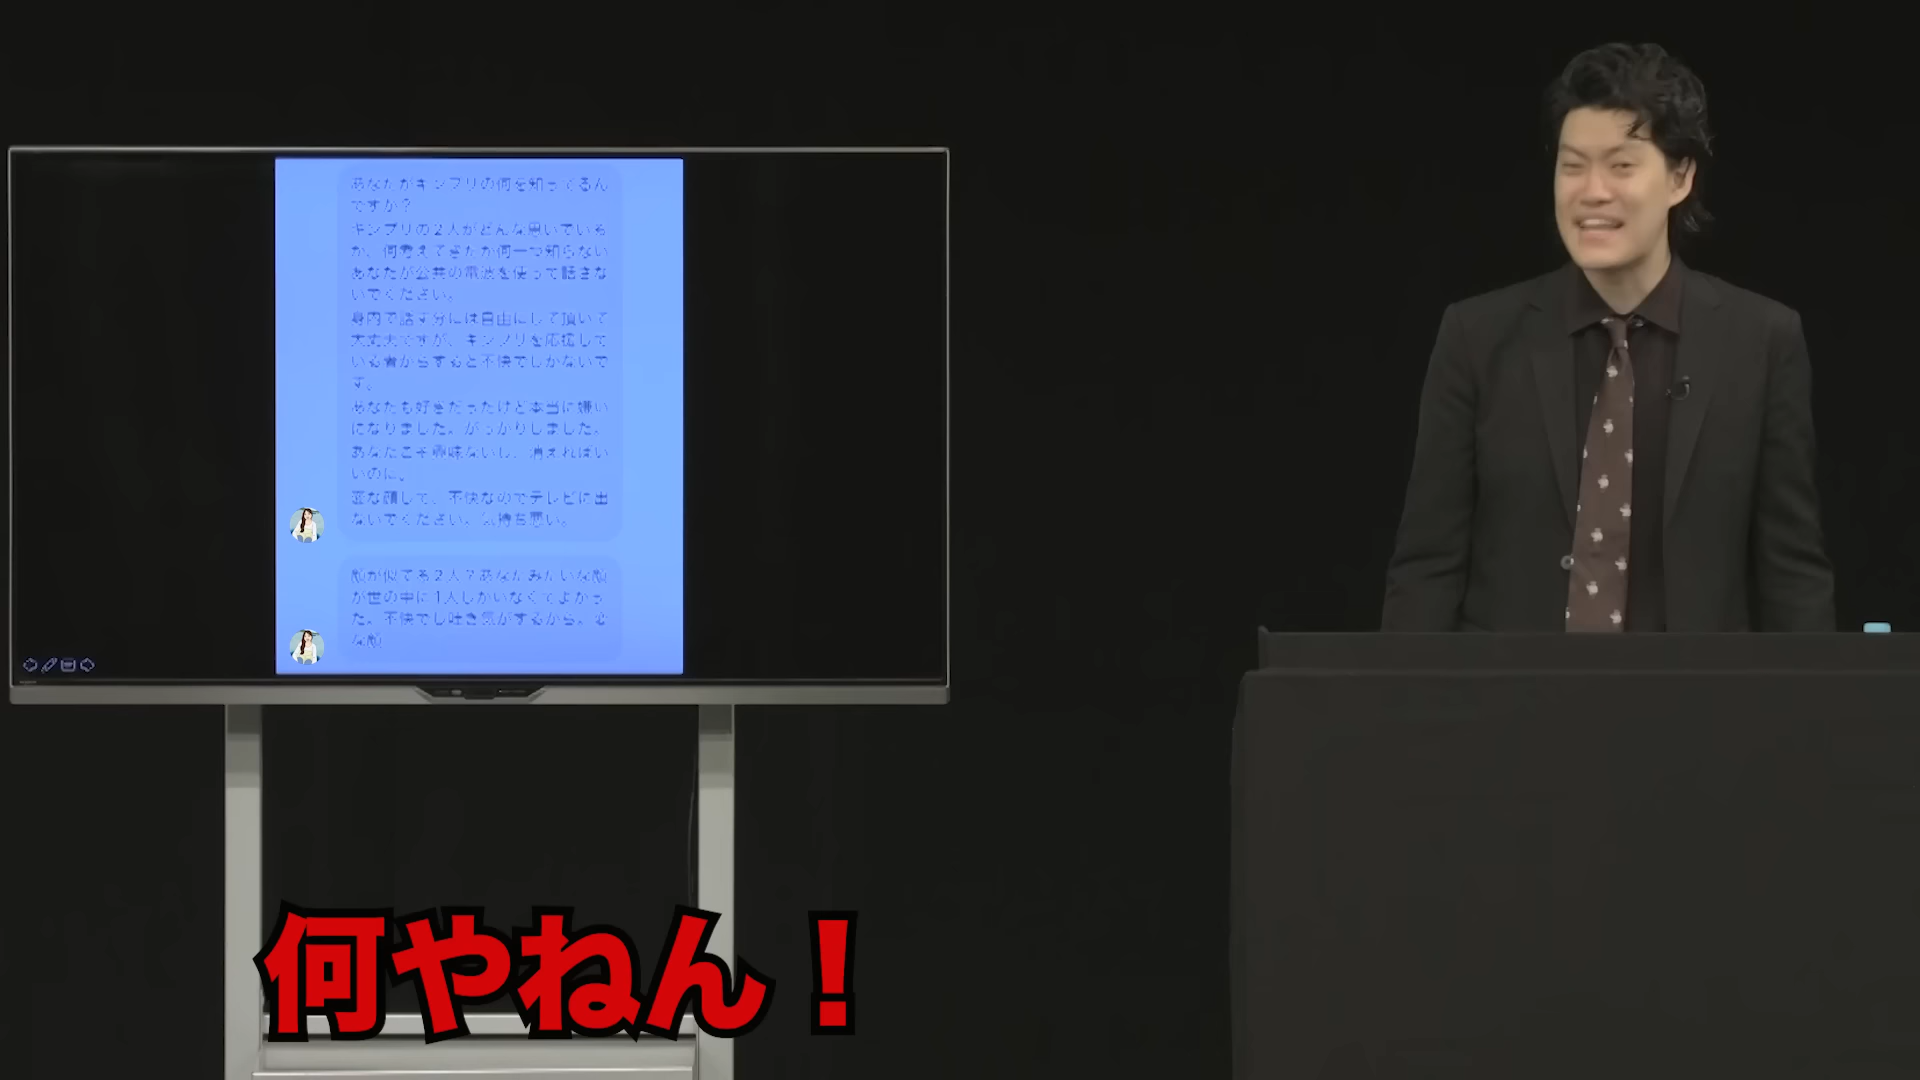 あなたがキンプリの何を知ってるん
ですか？
キンプリの2人がどんな思いでいる
か、何考えてきたか何一つ知らない
あなたが公共の電波を使って話さな
いでください。
身内で話す分には自由にして頂いて
大丈夫ですが、キンプリを応援して
いる者からすると不快でしかないで
す。
あなたも好きだったけど本当に嫌い
になりました。がっかりしました。
あなたこそ興味ないし、消えればい
いのに。
変な顔して、不快なのでテレビに出
ないでください。気持ち悪い。
顔が似てる2人？あなたみたいな顔
が世の中に1人しかいなくてよかっ
た。不快でし吐き気がするから。変
な顔
何やねん！